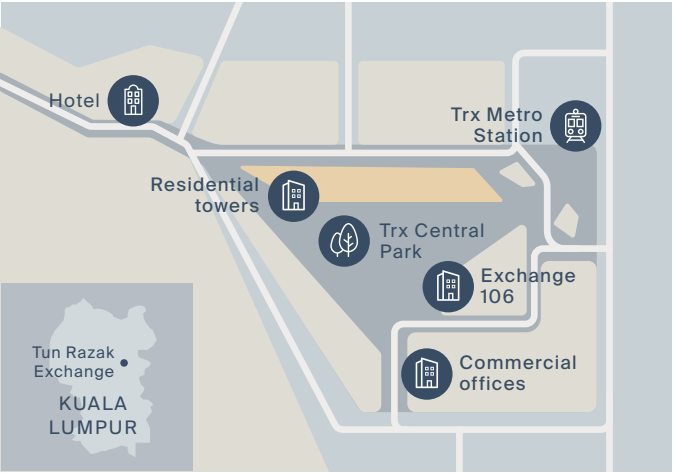 Hotel
Trx Metro
Station
Residential
towers
Trx Central
Park
Exchange
106
Tun Razak
Exchange
KUALA
LUMPUR
Commercial
offices